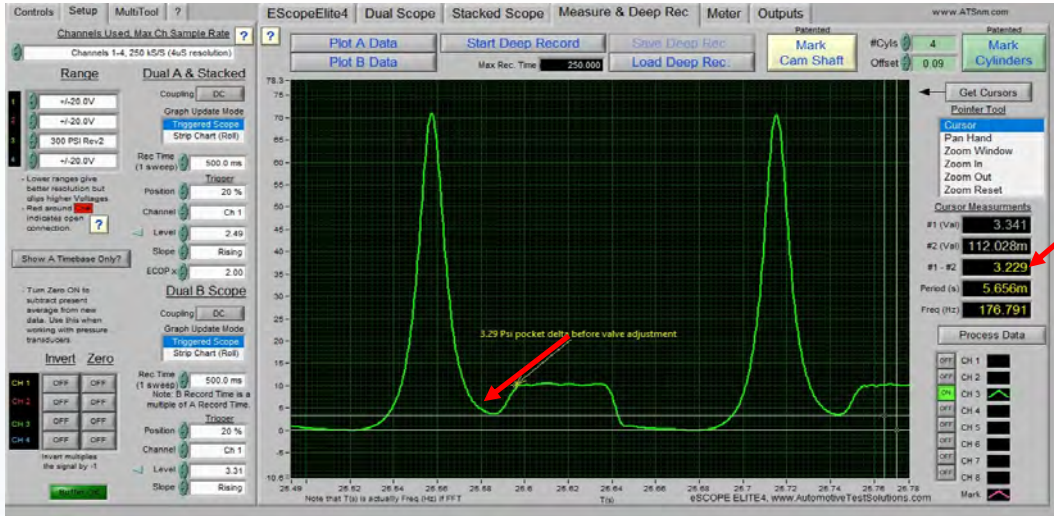 Controls Setup MultiTool ?
Channels Used, Max Ch Sample Rate ?
Channels 1-4, 250 kS/S (4uS resolution)
Range
1 +/-20.0V
2 +/-20.0V
3 300 PSI Rev2
4 +/-20.0V
- Lower ranges give
better resolution but
clips higher Voltages.
- Red around
indicates open
connection. ?
Show A Timebase Only?
- Turn Zero ON to
subtract present
average from new
data. Use this when
working with pressure
transducers.
Invert Zero
CH 1 OFF OFF
CH 2 OFF OFF
CH 3 OFF OFF
CH 4 OFF OFF
Invert multiplies
the signal by -1
Buffer OK
Dual A & Stacked
Coupling DC
Graph Update Mode
Triggered Scope
Strip Chart (Roll)
Rec Time
(1 sweep) 500.0 ms
Trigger
Position 20 %
Channel Ch 1
Level 2.49
Slope Rising
ECOP x 2.00
Dual B Scope
Coupling DC
Graph Update Mode
Triggered Scope
Strip Chart (Roll)
Rec Time
(1 sweep) 500.0 ms
Note: B Record Time is a
multiple of A Record Time.
Trigger
Position 20 %
Channel Ch 1
Level 3.31
Slope Rising
EScopeElite4 Dual Scope Stacked Scope Measure & Deep Rec Meter Outputs
www.ATSnm.com
?
Plot A Data Start Deep Record Save Deep Rec
Plot B Data Max Rec. Time 250.000 Load Deep Rec.
Patented
Mark
Cam Shaft
#Cyls 4
Offset 0.09
Patented
Mark
Cylinders
78.3
75
70
65
60
55
50
45
40
35
30
25
20
15
10
5
0
-5
10.6
3.29 Psi pocket delta before valve adjustment
26.49 26.52 26.54 26.56 26.58 26.6 26.62 26.64 26.66 26.68 26.7 26.72 26.74 26.76 26.78
Note that T(s) is actually Freq (Hz) if FFT T(s) eSCOPE ELITE4, www.AutomotiveTestSolutions.com
Get Cursors
Pointer Tool
Cursor
Pan Hand
Zoom Window
Zoom In
Zoom Out
Zoom Reset
Cursor Measurments
#1 (Val) 3.341
#2 (Val) 112.028m
#1 - #2 3.229
Period (s) 5.656m
Freq (Hz) 176.791
Process Data
OFF CH 1
OFF CH 2
ON CH 3
OFF CH 4
OFF CH 5
OFF CH 6
OFF CH 7
OFF CH 8
Mark